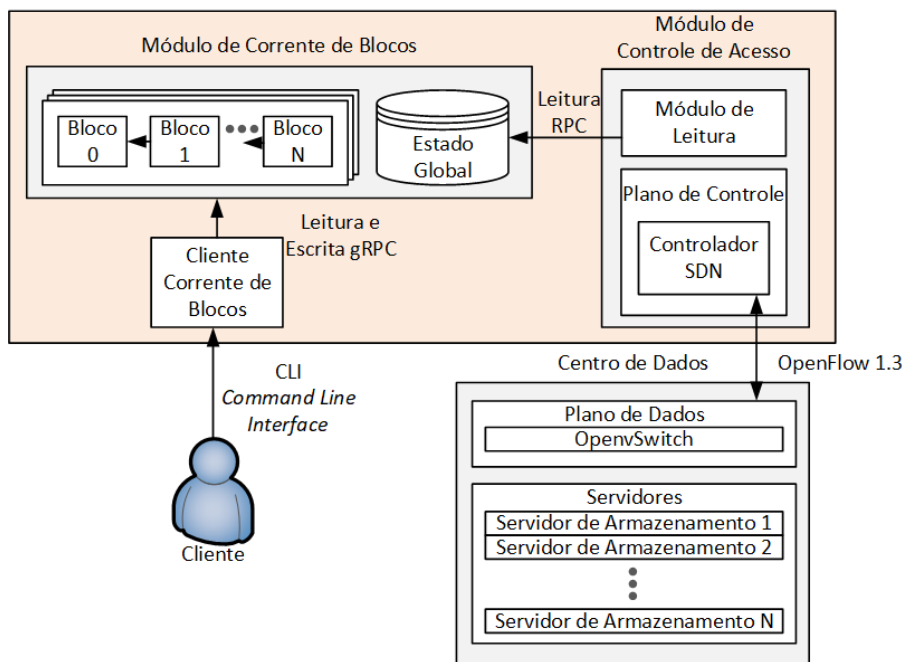 Módulo de Corrente de Blocos
Módulo de
Controle de Acesso
Bloco
0
Bloco
1
Bloco
N
Estado
Global
Leitura
RPC
Módulo de
Leitura
Plano de Controle
Controlador
SDN
Leitura e
Escrita gRPC
Cliente
Corrente de
Blocos
CLI
Command Line
Interface
Cliente
Centro de Dados
OpenFlow 1.3
Plano de Dados
OpenvSwitch
Servidores
Servidor de Armazenamento 1
Servidor de Armazenamento 2
Servidor de Armazenamento N